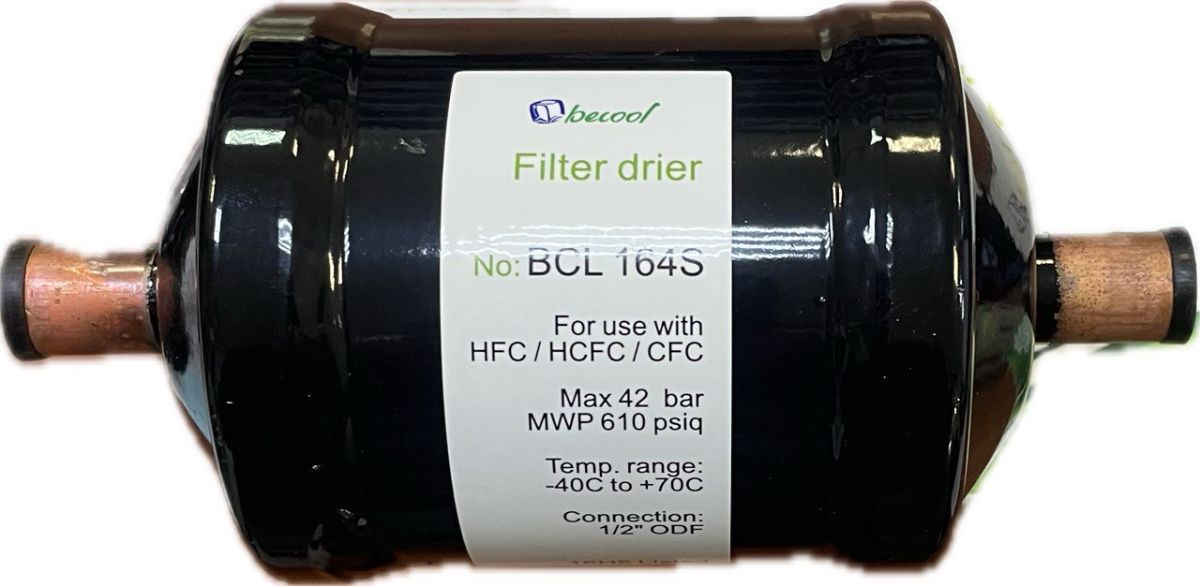 becool
Filter drier
No: BCL 164S
For use with
HFC / HCFC / CFC
Max 42 bar
MWP 610 psiq
Temp. range:
-40C to +70C
Connection:
1/2" ODF